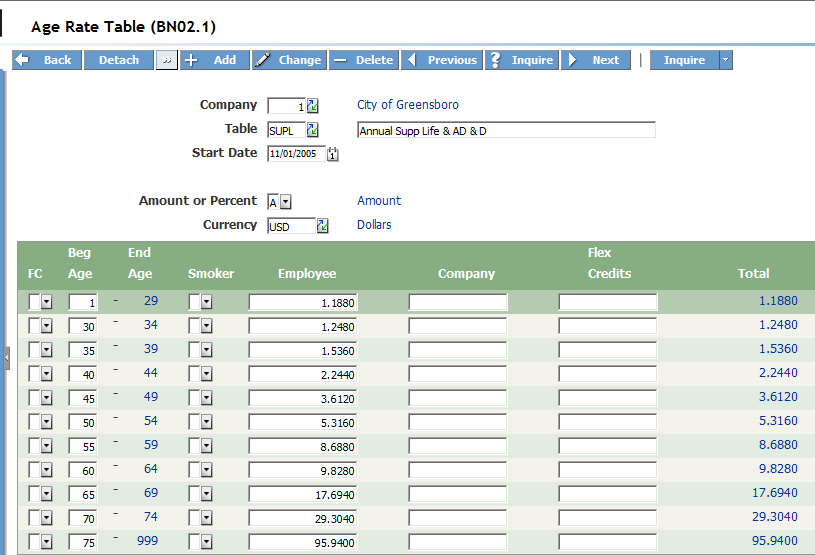 Age Rate Table (BN02.1)
Back Detach » Add Change Delete Previous ? Inquire Next | Inquire
Company 1 City of Greensboro
Table SUPL Annual Supp Life & AD & D
Start Date 11/01/2005 1
Amount or Percent A Amount
Currency USD Dollars
Beg End Flex
FC Age Age Smoker Employee Company Credits Total
1 - 29 1.1880 1.1880
30 - 34 1.2480 1.2480
35 - 39 1.5360 1.5360
40 - 44 2.2440 2.2440
45 - 49 3.6120 3.6120
50 - 54 5.3160 5.3160
55 - 59 8.6880 8.6880
60 - 64 9.8280 9.8280
65 - 69 17.6940 17.6940
70 - 74 29.3040 29.3040
75 - 999 95.9400 95.9400